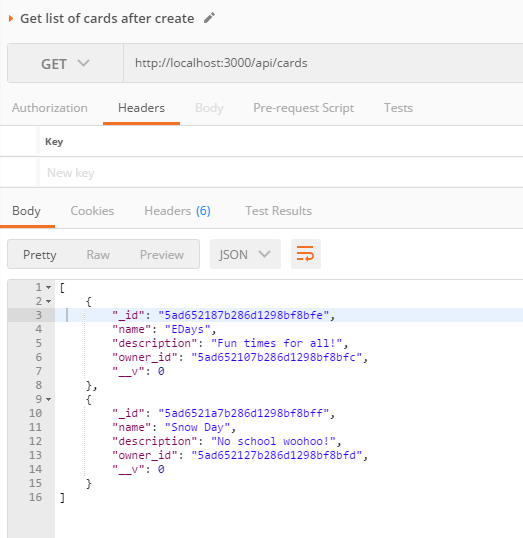 Get list of cards after create
GET http://localhost:3000/api/cards
Authorization Headers Body Pre-request Script Tests
Key
New key
Body Cookies Headers (6) Test Results
Pretty Raw Preview JSON
1 [
2 {
3 "_id": "5ad652187b286d1298bf8bfe",
4 "name": "EDays",
5 "description": "Fun times for all!",
6 "owner_id": "5ad652107b286d1298bf8bfc",
7 "__v": 0
8 },
9 {
10 "_id": "5ad6521a7b286d1298bf8bff",
11 "name": "Snow Day",
12 "description": "No school woohoo!",
13 "owner_id": "5ad652127b286d1298bf8bfd",
14 "__v": 0
15 }
16 ]